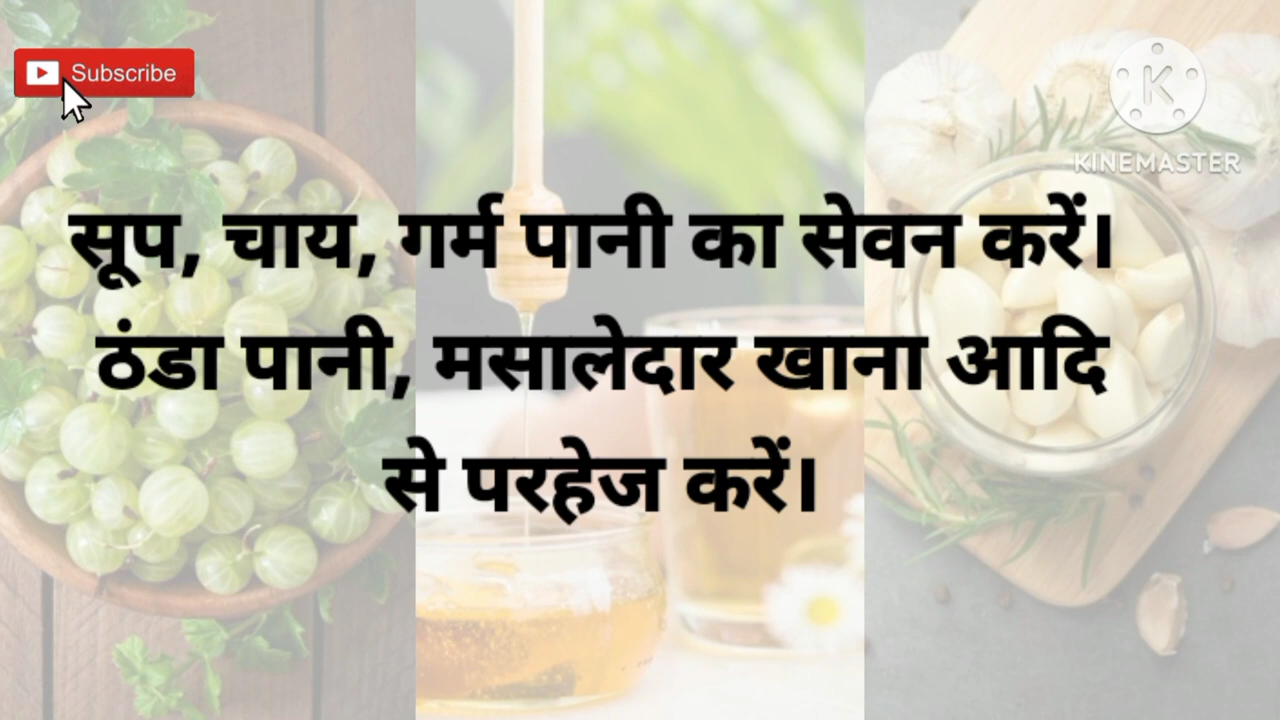 Subscribe
KINEMASTER
सूप, चाय, गर्म पानी का सेवन करें।
ठंडा पानी, मसालेदार खाना आदि
से परहेज करें।